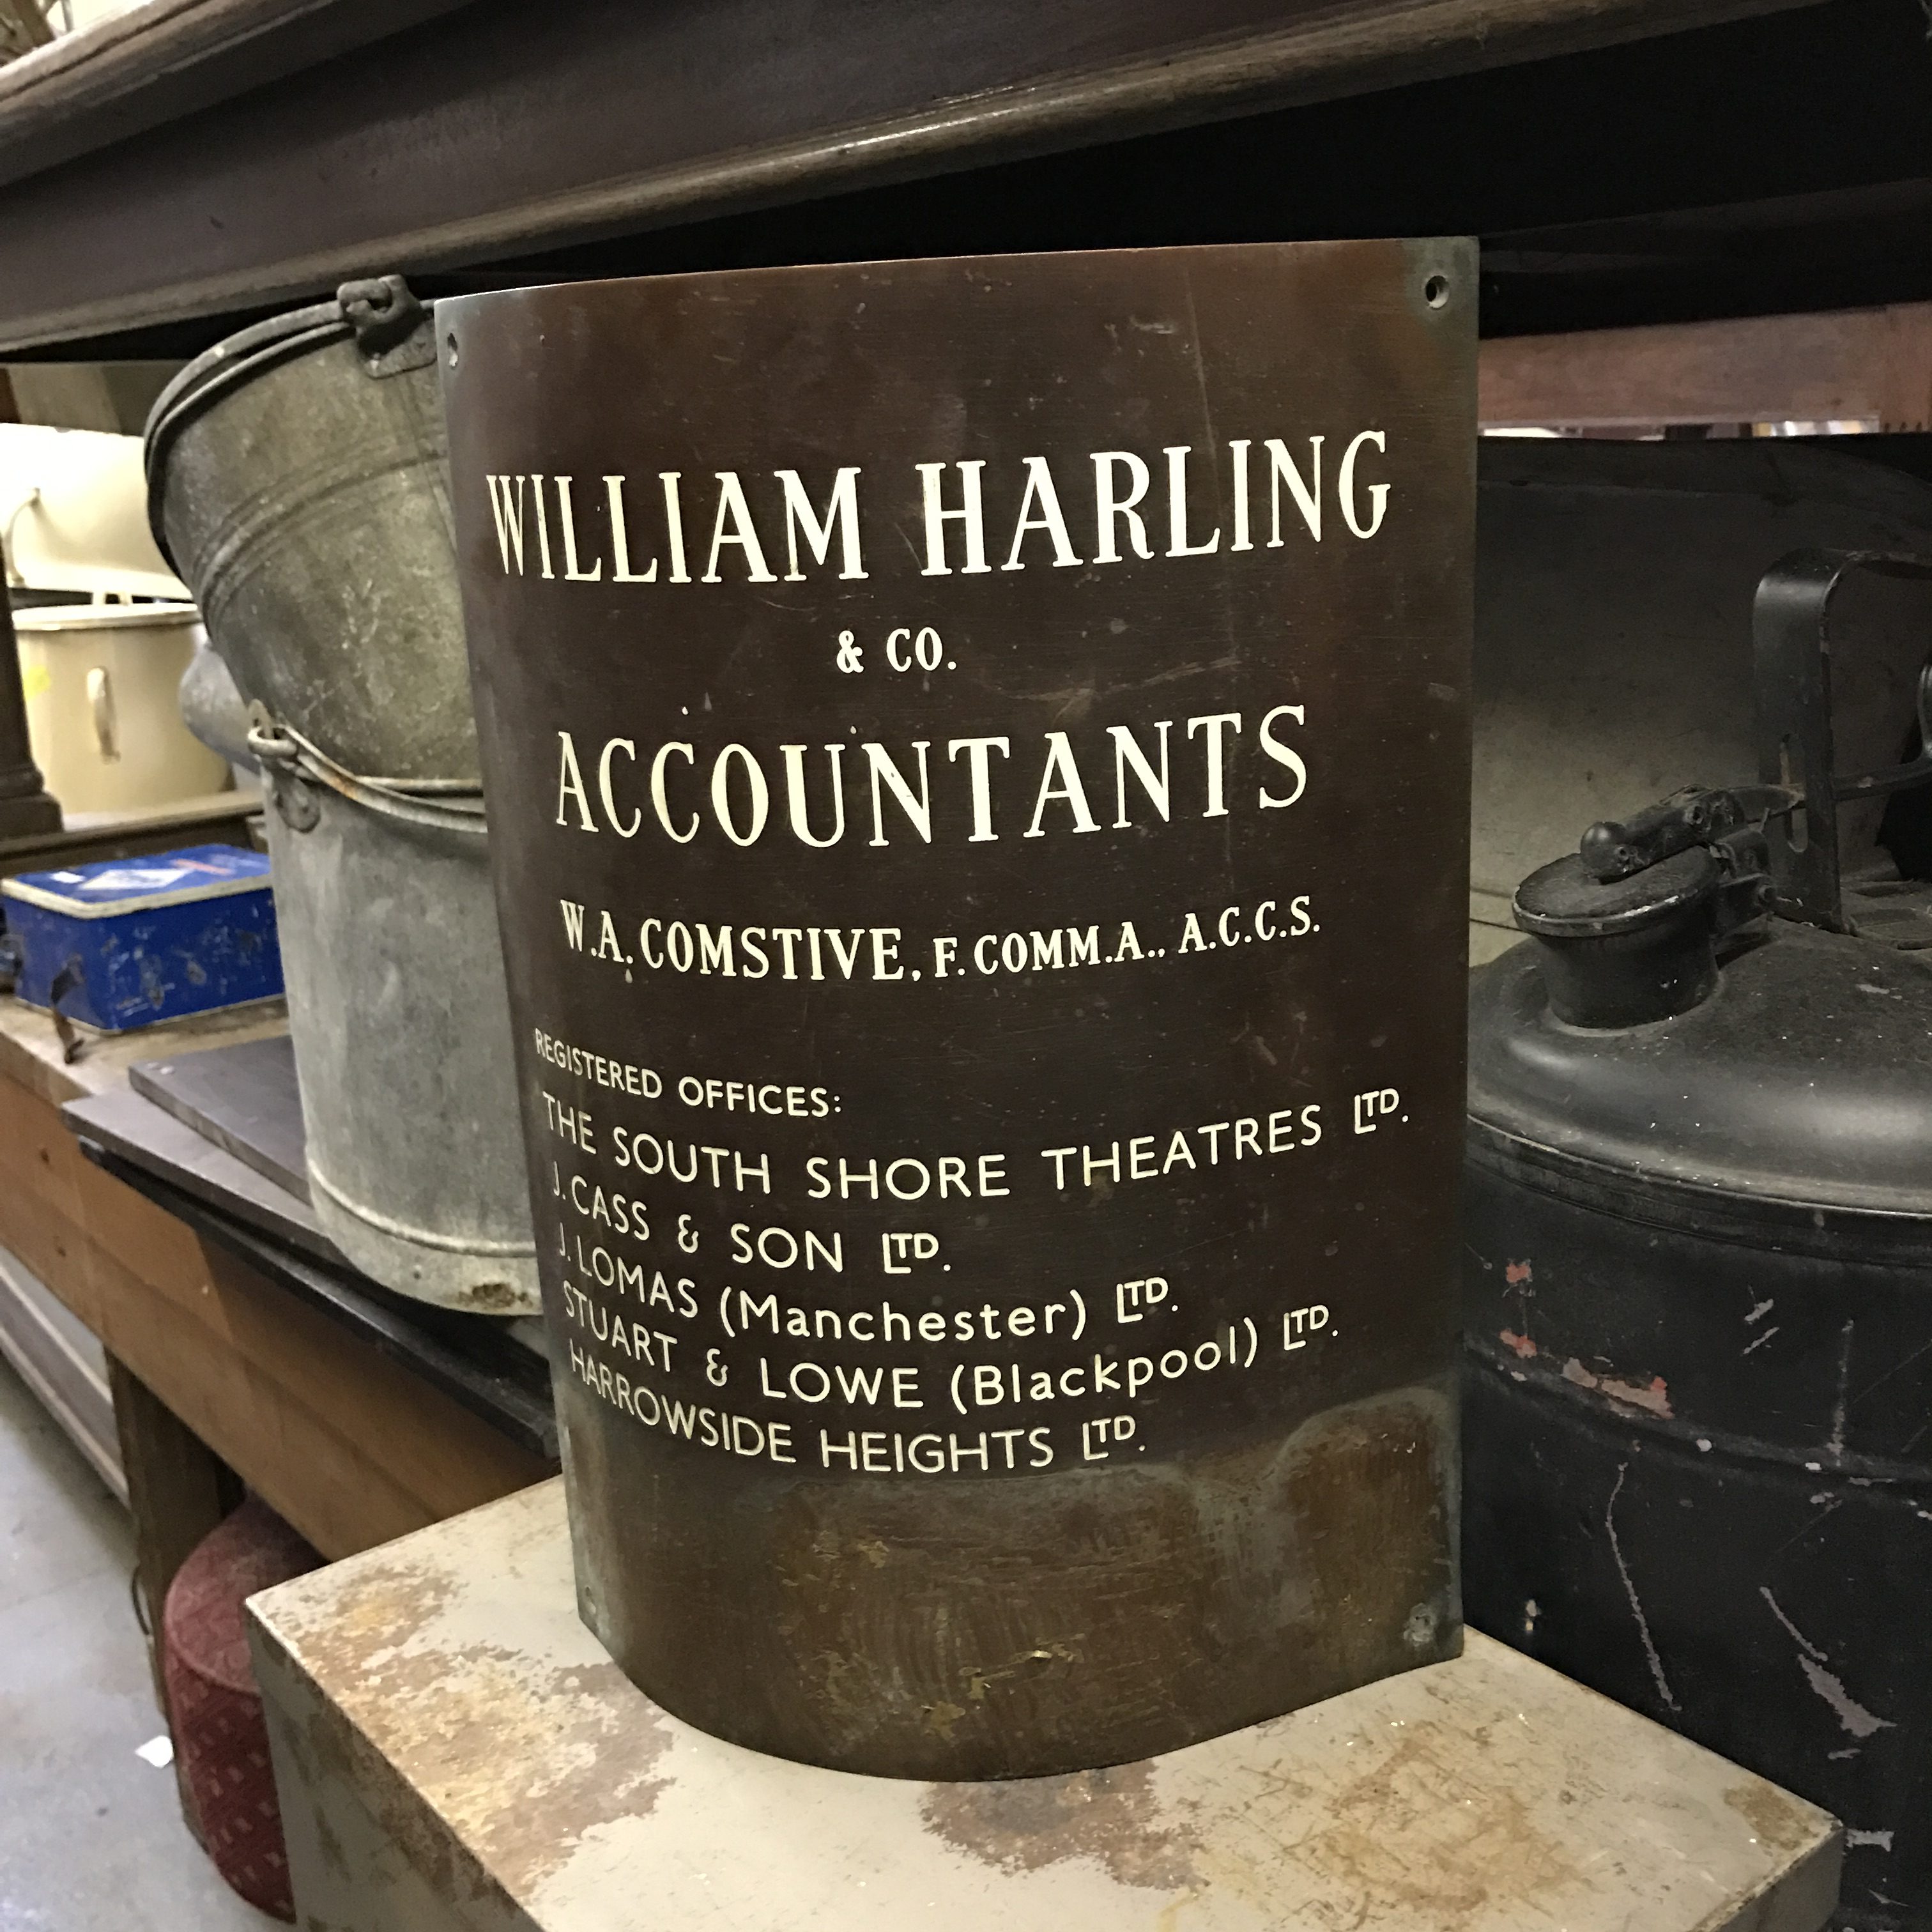 WILLIAM HARLING
& CO.
ACCOUNTANTS
W.A. COMSTIVE, F. COMM.A., A.C.C.S.
REGISTERED OFFICES:
THE SOUTH SHORE THEATRES LTD.
J. CASS & SON LTD.
J. LOMAS (Manchester) LTD.
STUART & LOWE (Blackpool) LTD.
HARROWSIDE HEIGHTS LTD.